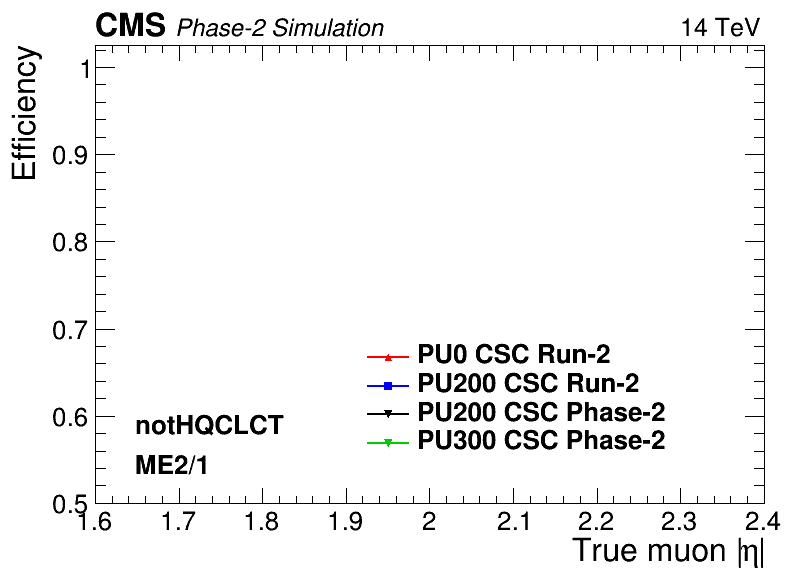 CMS Phase-2 Simulation 14 TeV
Efficiency
1
0.9
0.8
0.7
0.6
0.5
PU0 CSC Run-2
PU200 CSC Run-2
PU200 CSC Phase-2
PU300 CSC Phase-2
notHQCLCT
ME2/1
1.6 1.7 1.8 1.9 2 2.1 2.2 2.3 2.4
True muon |η|